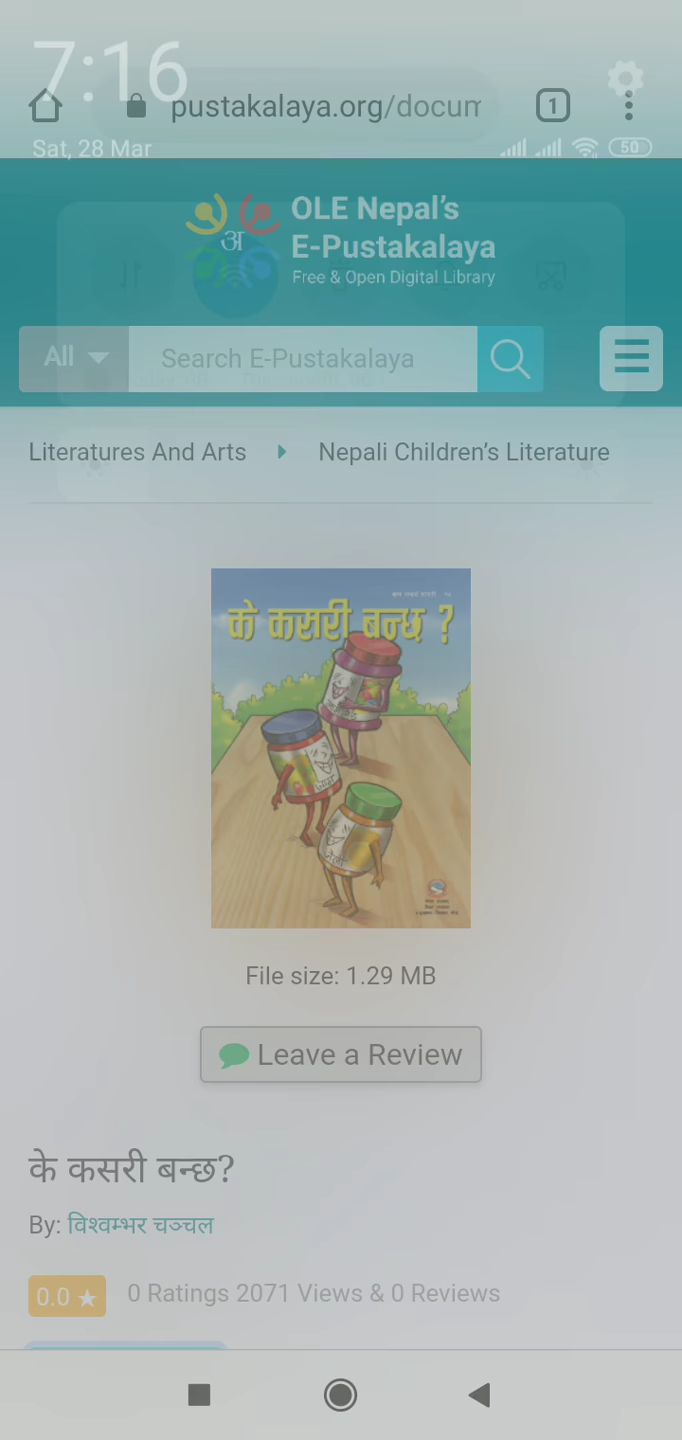 7:16
pustakalaya.org/docum
1
Sat, 28 Mar
50
अ
OLE Nepal's
E-Pustakalaya
Free & Open Digital Library
All
Search E-Pustakalaya
Literatures And Arts
Nepali Children's Literature
के कसरी बन्छ ?
File size: 1.29 MB
Leave a Review
के कसरी बन्छ?
By: विश्वम्भर चञ्चल
0.0 ★
0 Ratings 2071 Views & 0 Reviews